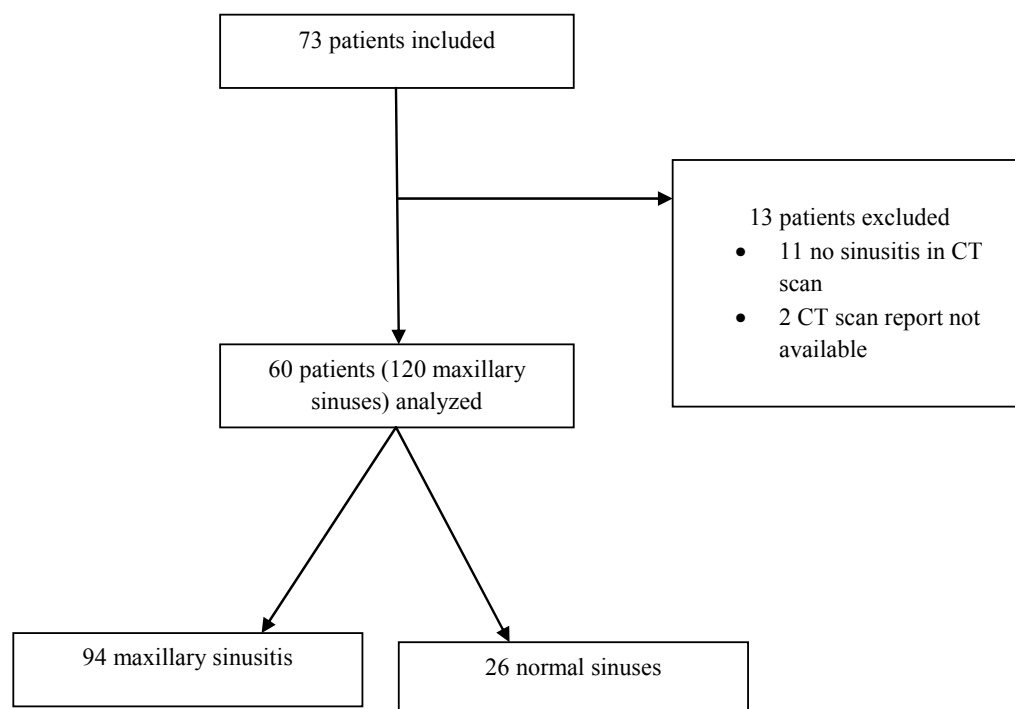 73 patients included
13 patients excluded
• 11 no sinusitis in CT
scan
• 2 CT scan report not
available
60 patients (120 maxillary
sinuses) analyzed
94 maxillary sinusitis
26 normal sinuses